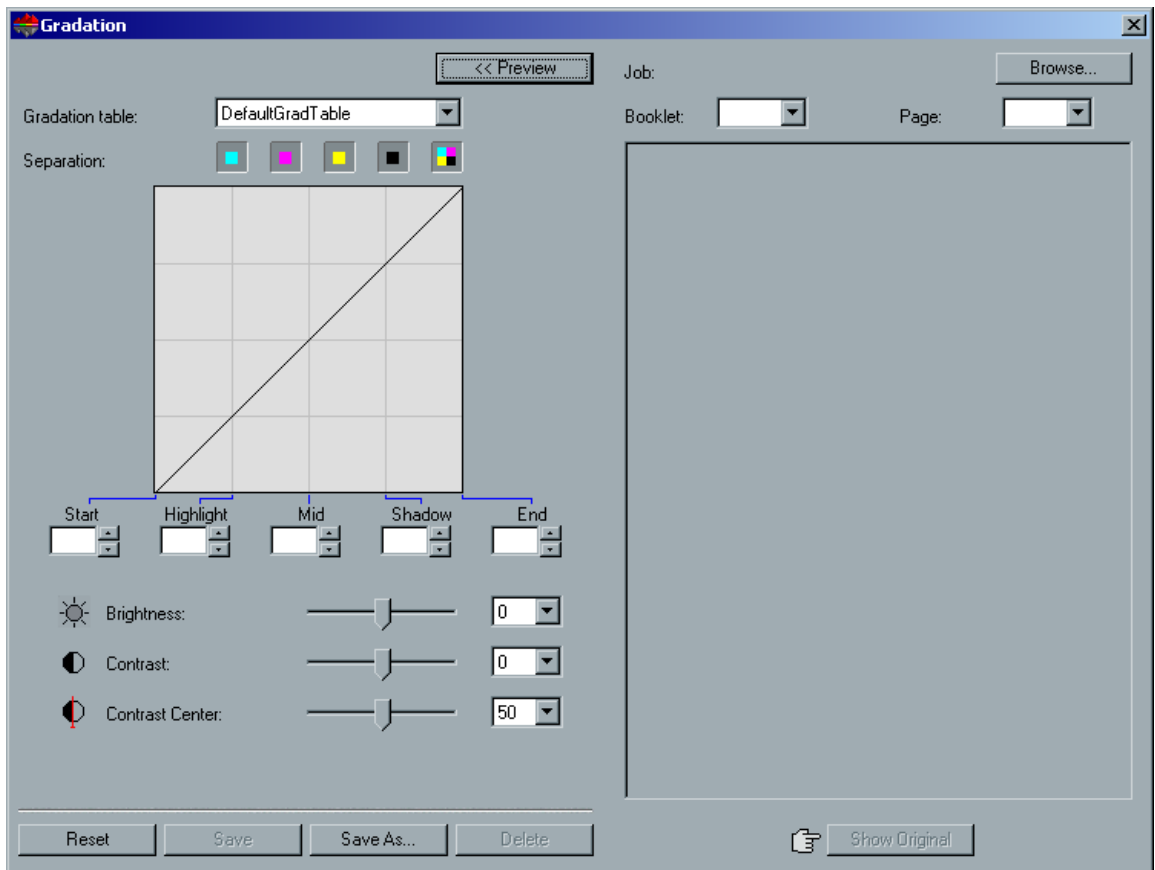 Gradation
<< Preview
Job:
Browse...
Gradation table:
DefaultGradTable
Booklet:
Page:
Separation:
Start Highlight Mid Shadow End
Brightness:
0
Contrast:
0
Contrast Center:
50
Reset Save Save As... Delete
Show Original